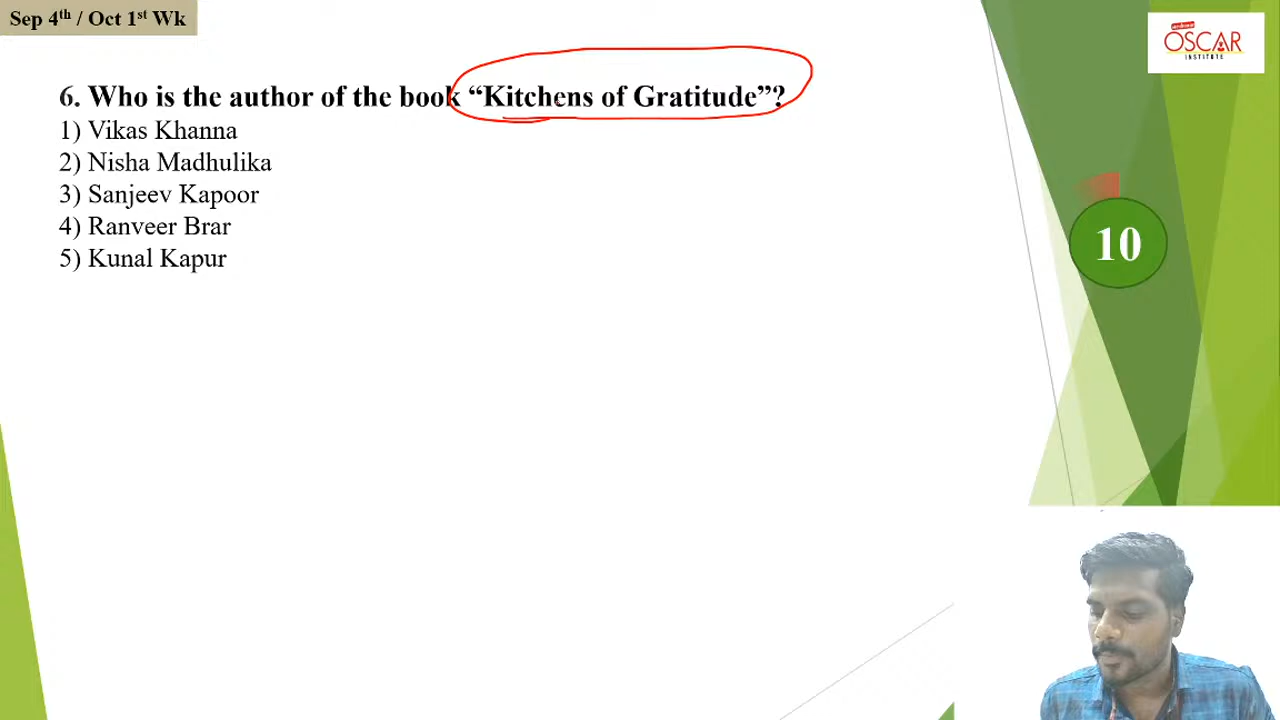 Sep 4th / Oct 1st Wk
OSCAR
INSTITUTE
6. Who is the author of the book “Kitchens of Gratitude”?
1) Vikas Khanna
2) Nisha Madhulika
3) Sanjeev Kapoor
4) Ranveer Brar
5) Kunal Kapur
10